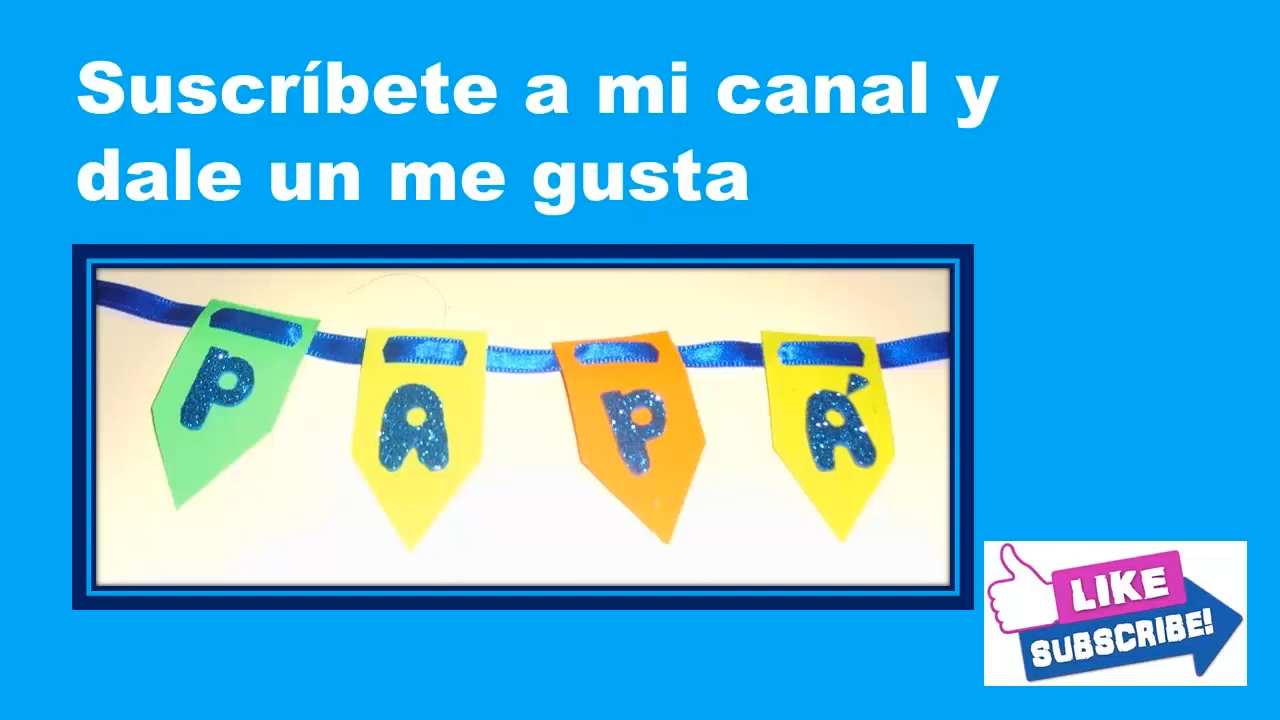 Suscríbete a mi canal y
dale un me gusta
PAPÁ
LIKE
SUBSCRIBE!